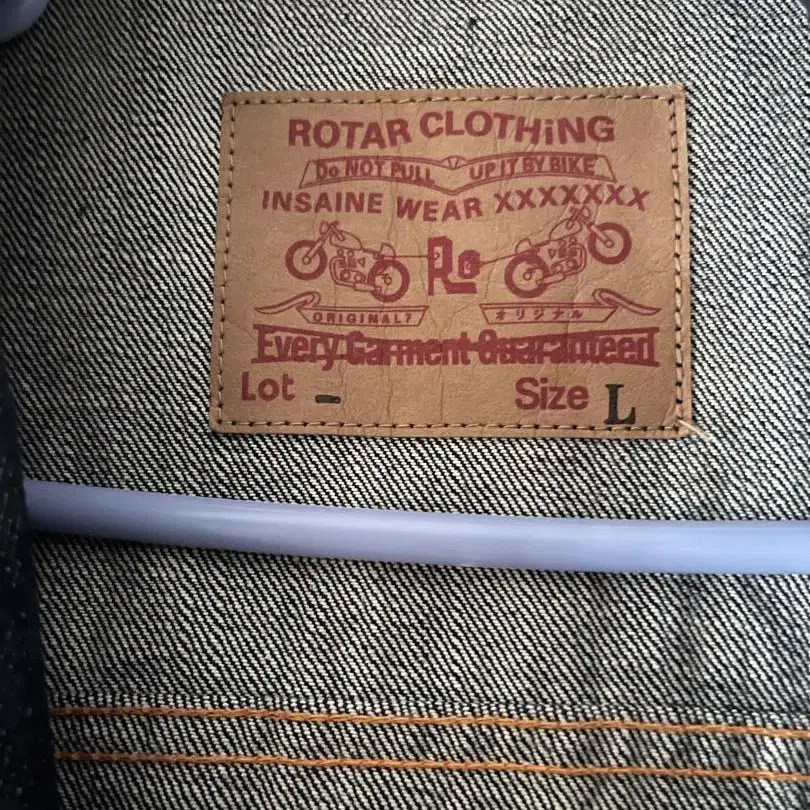 ROTAR CLOTHiNG
Do NOT PULL UP IT BY BIKE
INSAINE WEAR XXXXXXX
Ro
ORIGINAL? オリジナル
Every Garment Guaranteed
Lot - Size L